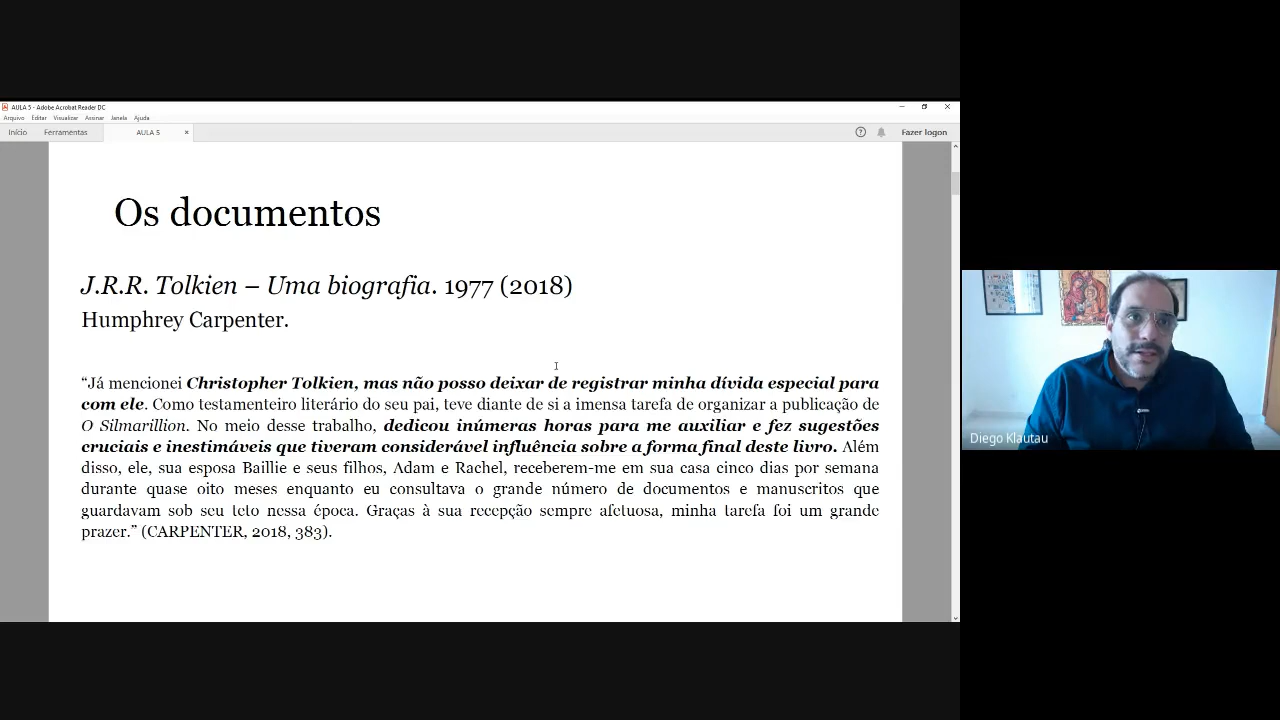 AULA 5 - Adobe Acrobat Reader DC
Arquivo Editar Visualizar Assinar Janela Ajuda
Início Ferramentas AULA 5 × Fazer logon
Os documentos
J.R.R. Tolkien – Uma biografia. 1977 (2018)
Humphrey Carpenter.
“Já mencionei Christopher Tolkien, mas não posso deixar de registrar minha dívida especial para
com ele. Como testamenteiro literário do seu pai, teve diante de si a imensa tarefa de organizar a publicação de
O Silmarillion. No meio desse trabalho, dedicou inúmeras horas para me auxiliar e fez sugestões
cruciais e inestimáveis que tiveram considerável influência sobre a forma final deste livro. Além
disso, ele, sua esposa Baillie e seus filhos, Adam e Rachel, receberem-me em sua casa cinco dias por semana
durante quase oito meses enquanto eu consultava o grande número de documentos e manuscritos que
guardavam sob seu teto nessa época. Graças à sua recepção sempre afetuosa, minha tarefa foi um grande
prazer.” (CARPENTER, 2018, 383).
Diego Klautau